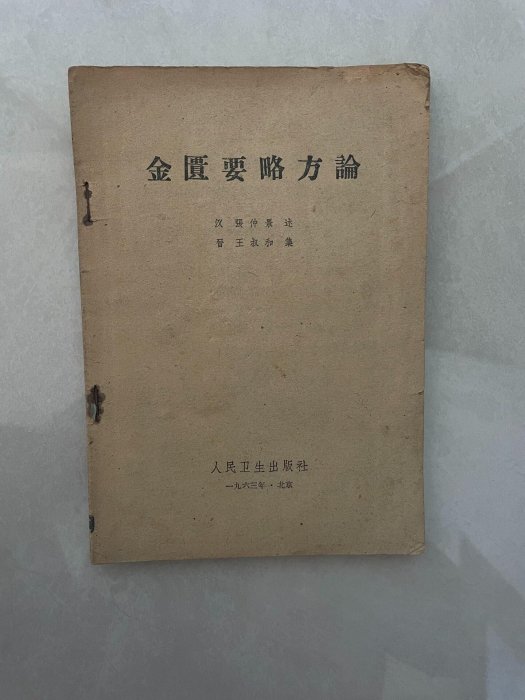 金匱要略方論
汉 張仲景 述
晋 王叔和 集
人民卫生出版社
一九六三年·北京